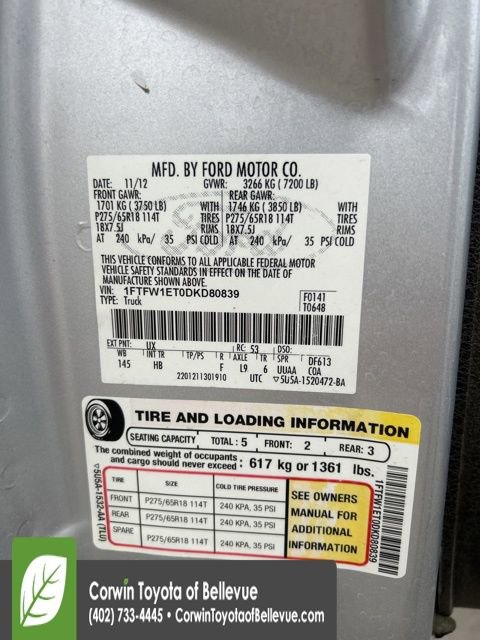 MFD. BY FORD MOTOR CO.
DATE: 11/12 GVWR: 3266 KG ( 7200 LB)
FRONT GAWR: REAR GAWR:
1701 KG ( 3750 LB) WITH 1746 KG ( 3850 LB) WITH
P275/65R18 114T TIRES P275/65R18 114T TIRES
18X7.5J RIMS 18X7.5J RIMS
AT 240 kPa/ 35 PSI COLD AT 240 kPa/ 35 PSI COLD
THIS VEHICLE CONFORMS TO ALL APPLICABLE FEDERAL MOTOR
VEHICLE SAFETY STANDARDS IN EFFECT ON THE DATE OF
MANUFACTURE SHOWN ABOVE.
VIN: 1FTFW1ET0DKD80839 F0141
TYPE: Truck T0648
EXT PNT: UX RC: 53 DSO:
WB INT TR TP/PS R AXLE TR SPR DF613
145 HB F L9 6 UUAA COA
2201211301910 UTC ▽5U5A-1520472-BA
TIRE AND LOADING INFORMATION
SEATING CAPACITY TOTAL : 5 FRONT: 2 REAR: 3
The combined weight of occupants
and cargo should never exceed : 617 kg or 1361 lbs.
TIRE SIZE COLD TIRE PRESSURE
FRONT P275/65R18 114T 240 KPA, 35 PSI
REAR P275/65R18 114T 240 KPA, 35 PSI
SPARE P275/65R18 114T 240 KPA, 35 PSI
SEE OWNERS
MANUAL FOR
ADDITIONAL
INFORMATION
▽5U5A-1532-AA (TLU)
1FTFW1ET0DKD80839
Corwin Toyota of Bellevue
(402) 733-4445 • CorwinToyotaofBellevue.com